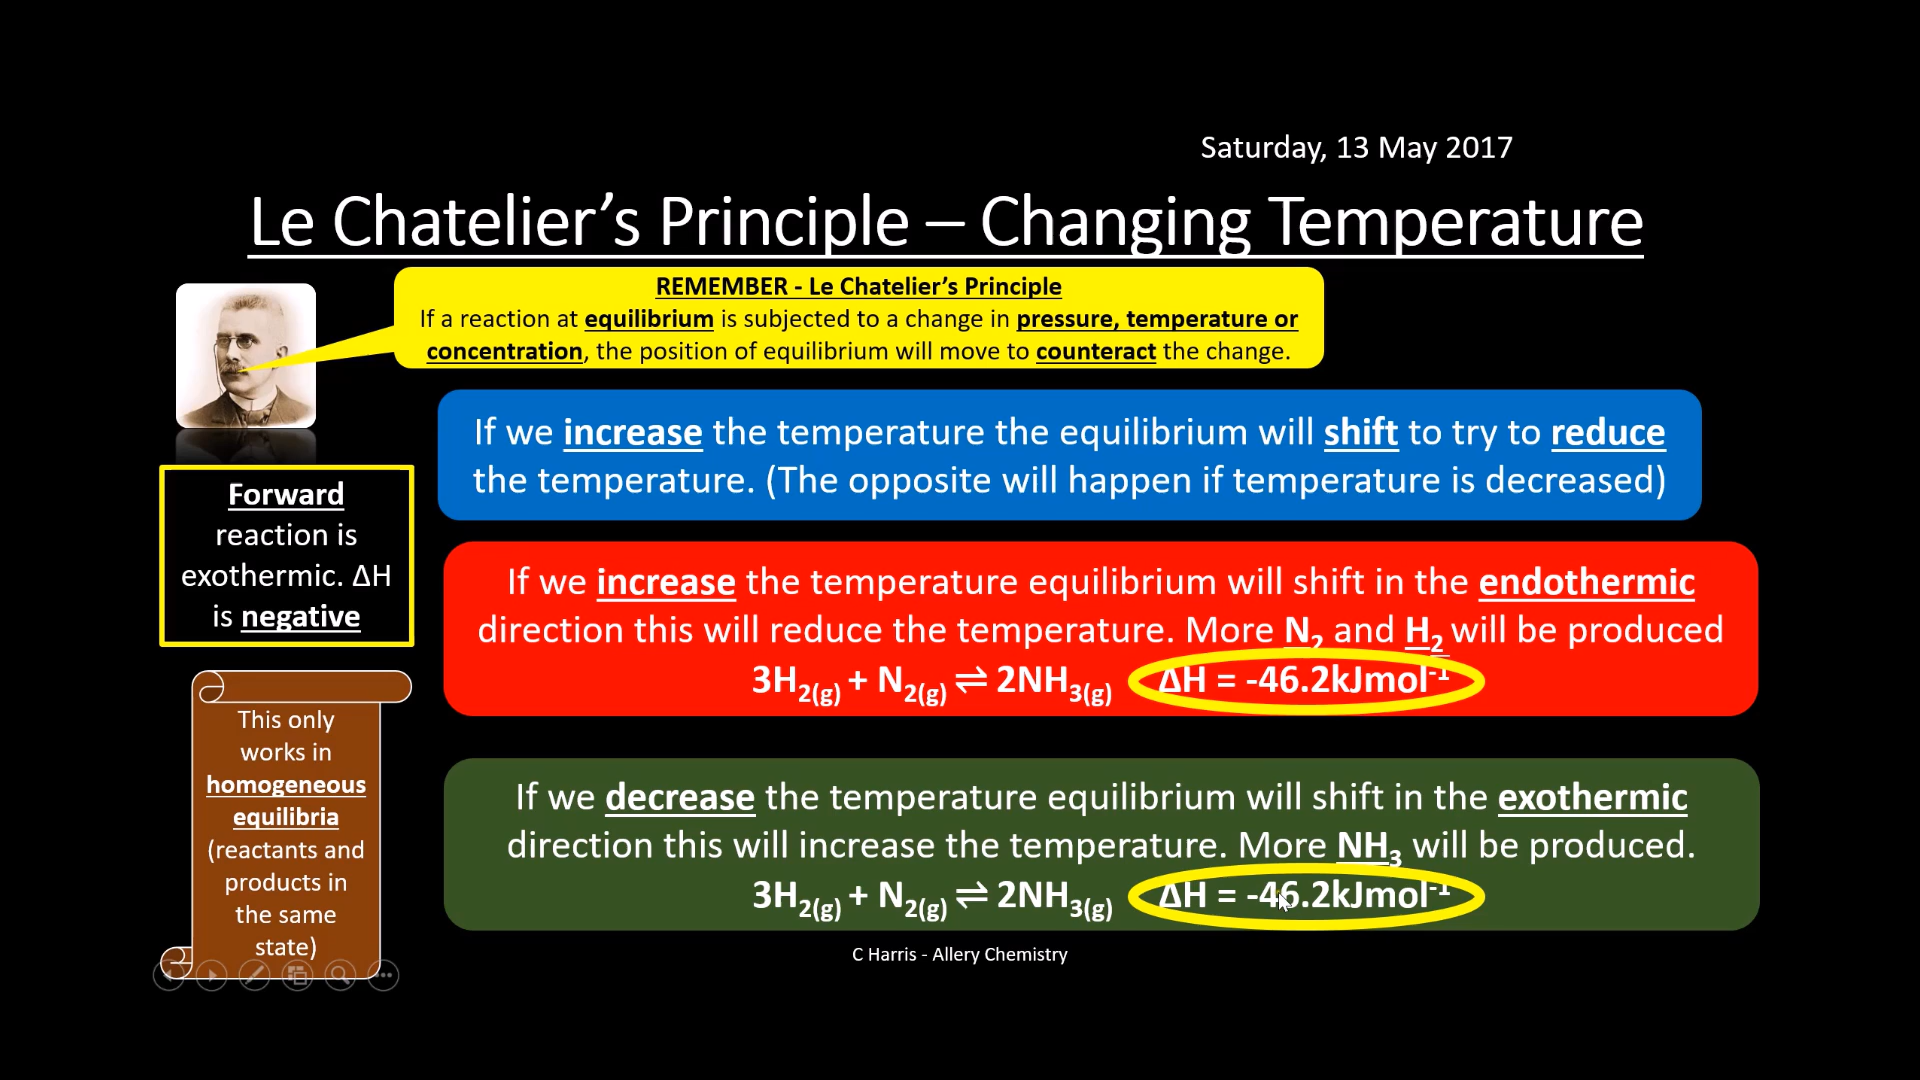 Saturday, 13 May 2017
Le Chatelier’s Principle – Changing Temperature
REMEMBER - Le Chatelier’s Principle
If a reaction at equilibrium is subjected to a change in pressure, temperature or
concentration, the position of equilibrium will move to counteract the change.
If we increase the temperature the equilibrium will shift to try to reduce
the temperature. (The opposite will happen if temperature is decreased)
Forward
reaction is
exothermic. ΔH
is negative
If we increase the temperature equilibrium will shift in the endothermic
direction this will reduce the temperature. More N₂ and H₂ will be produced
3H₂(g) + N₂(g) ⇌ 2NH₃(g) ΔH = -46.2kJmol⁻¹
This only
works in
homogeneous
equilibria
(reactants and
products in
the same
state)
If we decrease the temperature equilibrium will shift in the exothermic
direction this will increase the temperature. More NH₃ will be produced.
3H₂(g) + N₂(g) ⇌ 2NH₃(g) ΔH = -46.2kJmol⁻¹
C Harris - Allery Chemistry